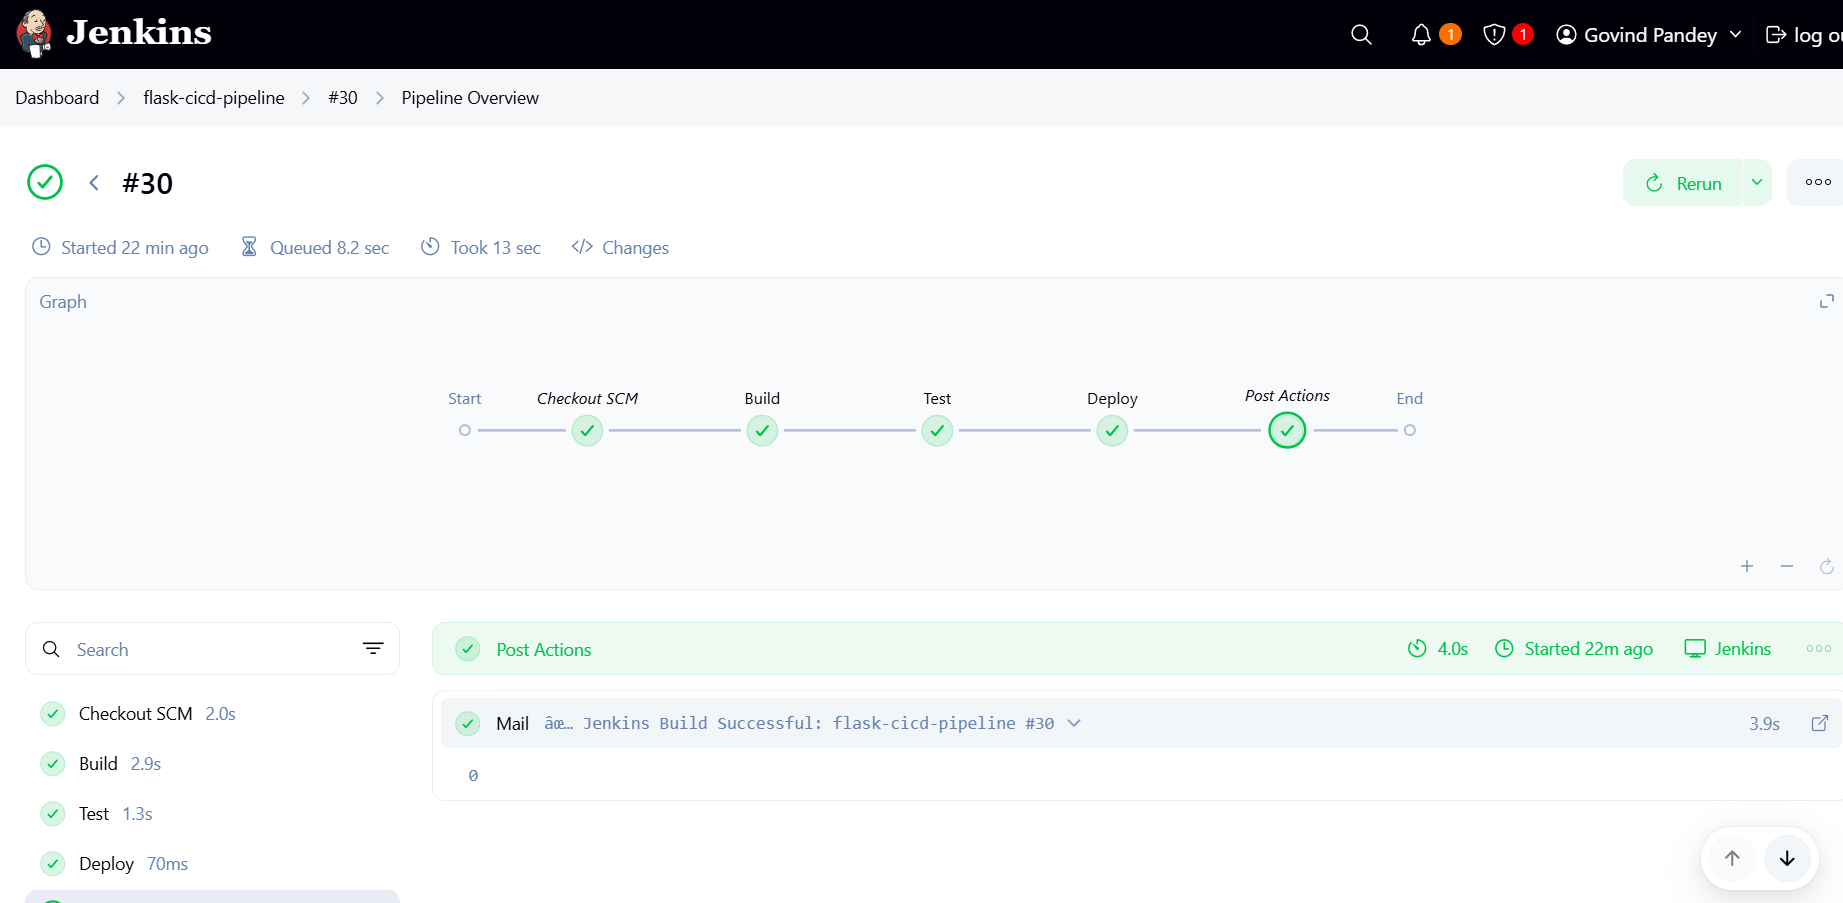 Jenkins
1
1
Govind Pandey
log ou
Dashboard
flask-cicd-pipeline
#30
Pipeline Overview
#30
Rerun
Started 22 min ago
Queued 8.2 sec
Took 13 sec
Changes
Graph
Start
Checkout SCM
Build
Test
Deploy
Post Actions
End
Search
Post Actions
4.0s
Started 22m ago
Jenkins
Mail âœ… Jenkins Build Successful: flask-cicd-pipeline #30
3.9s
0
Checkout SCM 2.0s
Build 2.9s
Test 1.3s
Deploy 70ms